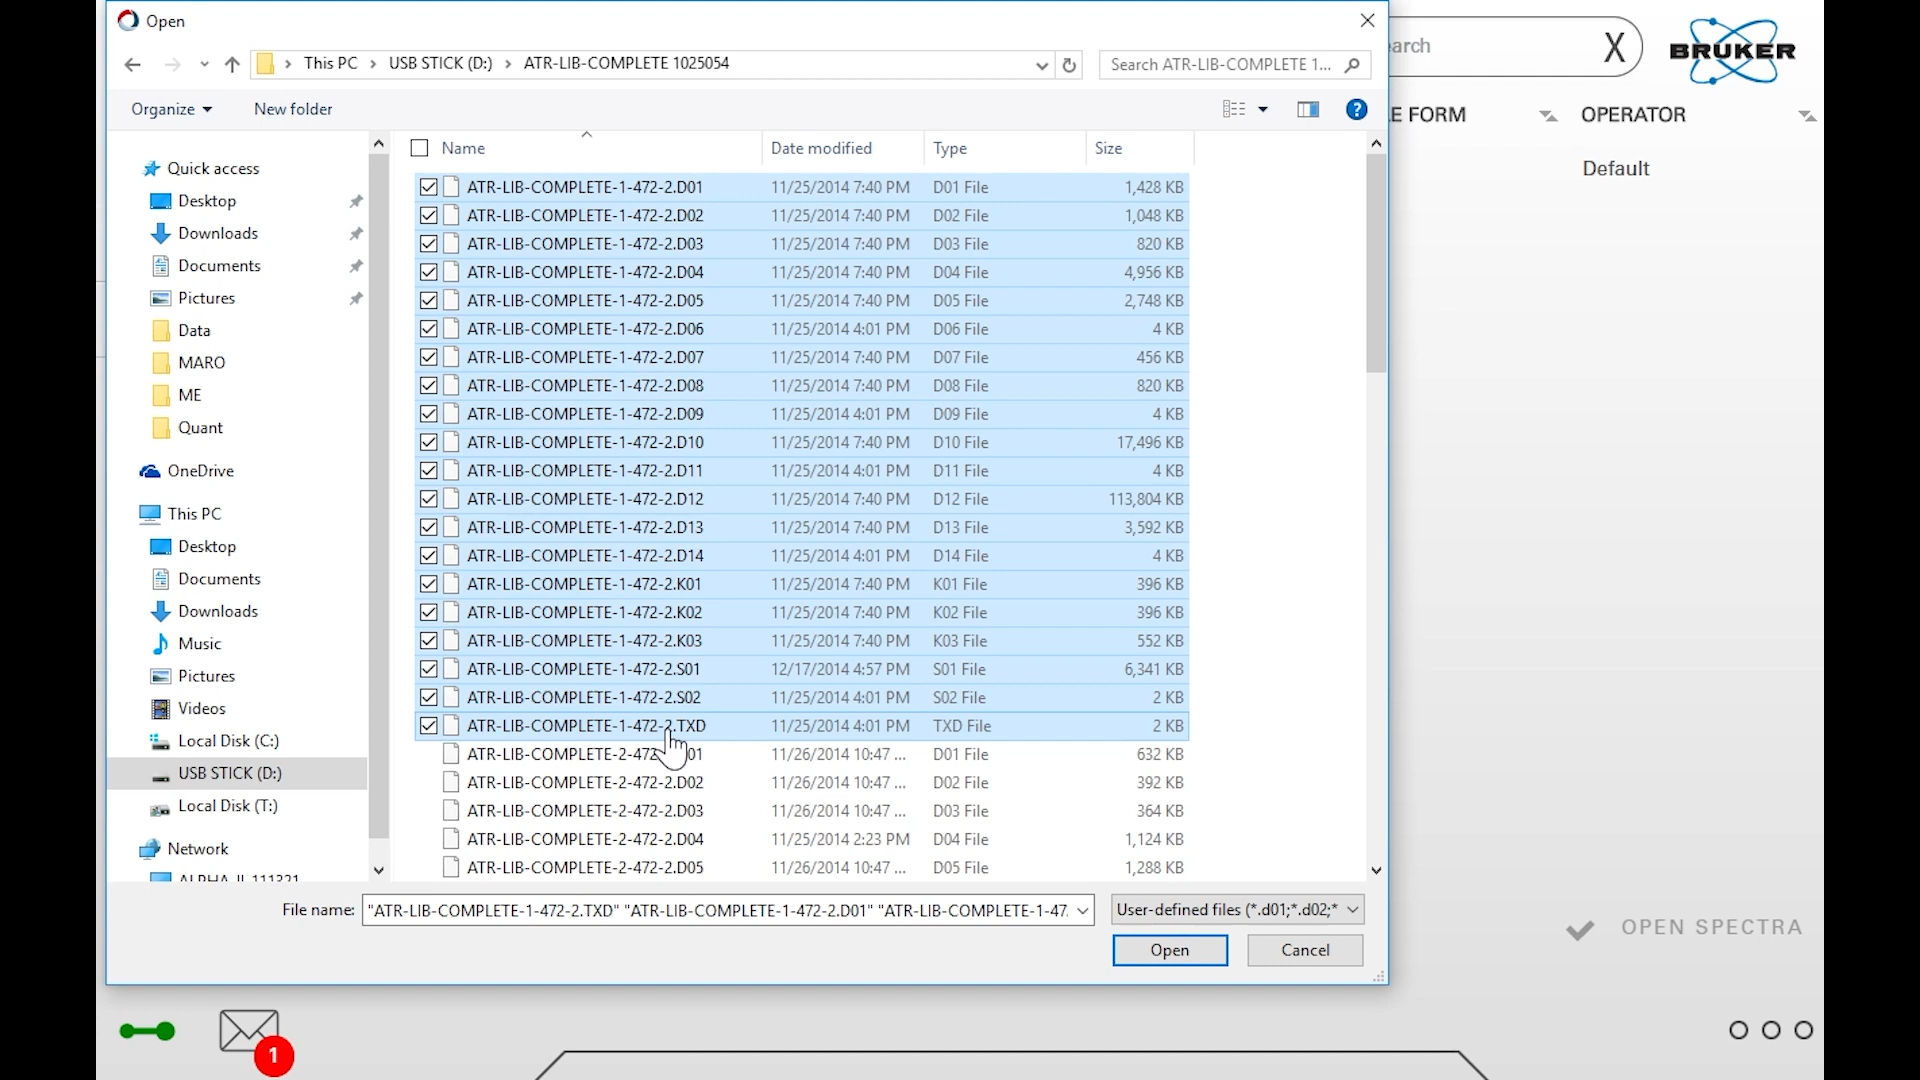 Open
arch
X
BRUKER
This PC > USB STICK (D:) > ATR-LIB-COMPLETE 1025054
Search ATR-LIB-COMPLETE 1...
Organize
New folder
?
E FORM
OPERATOR
Default
Name
Date modified
Type
Size
Quick access
Desktop
Downloads
Documents
Pictures
Data
MARO
ME
Quant
OneDrive
This PC
Desktop
Documents
Downloads
Music
Pictures
Videos
Local Disk (C:)
USB STICK (D:)
Local Disk (T:)
Network
ATR-LIB-COMPLETE-1-472-2.D01 11/25/2014 7:40 PM D01 File 1,428 KB
ATR-LIB-COMPLETE-1-472-2.D02 11/25/2014 7:40 PM D02 File 1,048 KB
ATR-LIB-COMPLETE-1-472-2.D03 11/25/2014 7:40 PM D03 File 820 KB
ATR-LIB-COMPLETE-1-472-2.D04 11/25/2014 7:40 PM D04 File 4,956 KB
ATR-LIB-COMPLETE-1-472-2.D05 11/25/2014 7:40 PM D05 File 2,748 KB
ATR-LIB-COMPLETE-1-472-2.D06 11/25/2014 4:01 PM D06 File 4 KB
ATR-LIB-COMPLETE-1-472-2.D07 11/25/2014 7:40 PM D07 File 456 KB
ATR-LIB-COMPLETE-1-472-2.D08 11/25/2014 7:40 PM D08 File 820 KB
ATR-LIB-COMPLETE-1-472-2.D09 11/25/2014 4:01 PM D09 File 4 KB
ATR-LIB-COMPLETE-1-472-2.D10 11/25/2014 7:40 PM D10 File 17,496 KB
ATR-LIB-COMPLETE-1-472-2.D11 11/25/2014 4:01 PM D11 File 4 KB
ATR-LIB-COMPLETE-1-472-2.D12 11/25/2014 7:40 PM D12 File 113,804 KB
ATR-LIB-COMPLETE-1-472-2.D13 11/25/2014 7:40 PM D13 File 3,592 KB
ATR-LIB-COMPLETE-1-472-2.D14 11/25/2014 4:01 PM D14 File 4 KB
ATR-LIB-COMPLETE-1-472-2.K01 11/25/2014 7:40 PM K01 File 396 KB
ATR-LIB-COMPLETE-1-472-2.K02 11/25/2014 7:40 PM K02 File 396 KB
ATR-LIB-COMPLETE-1-472-2.K03 11/25/2014 7:40 PM K03 File 552 KB
ATR-LIB-COMPLETE-1-472-2.S01 12/17/2014 4:57 PM S01 File 6,341 KB
ATR-LIB-COMPLETE-1-472-2.S02 11/25/2014 4:01 PM S02 File 2 KB
ATR-LIB-COMPLETE-1-472-2.TXD 11/25/2014 4:01 PM TXD File 2 KB
ATR-LIB-COMPLETE-2-472 01 11/26/2014 10:47 ... D01 File 632 KB
ATR-LIB-COMPLETE-2-472-2.D02 11/26/2014 10:47 ... D02 File 392 KB
ATR-LIB-COMPLETE-2-472-2.D03 11/26/2014 10:47 ... D03 File 364 KB
ATR-LIB-COMPLETE-2-472-2.D04 11/25/2014 2:23 PM D04 File 1,124 KB
ATR-LIB-COMPLETE-2-472-2.D05 11/26/2014 10:47 ... D05 File 1,288 KB
File name: "ATR-LIB-COMPLETE-1-472-2.TXD" "ATR-LIB-COMPLETE-1-472-2.D01" "ATR-LIB-COMPLETE-1-47.
User-defined files (*.d01;*.d02;*
Open
Cancel
OPEN SPECTRA
1